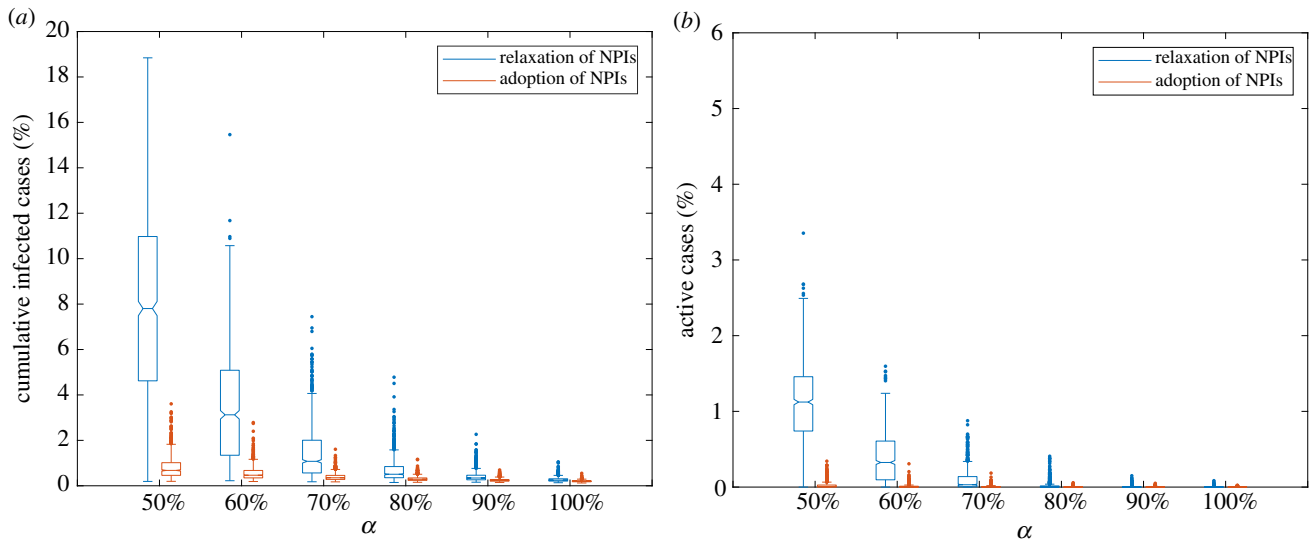 (a)
20
18
16
14
12
10
8
6
4
2
0
cumulative infected cases (%)
relaxation of NPIs
adoption of NPIs
50% 60% 70% 80% 90% 100%
α
(b)
6
5
4
3
2
1
0
active cases (%)
relaxation of NPIs
adoption of NPIs
50% 60% 70% 80% 90% 100%
α